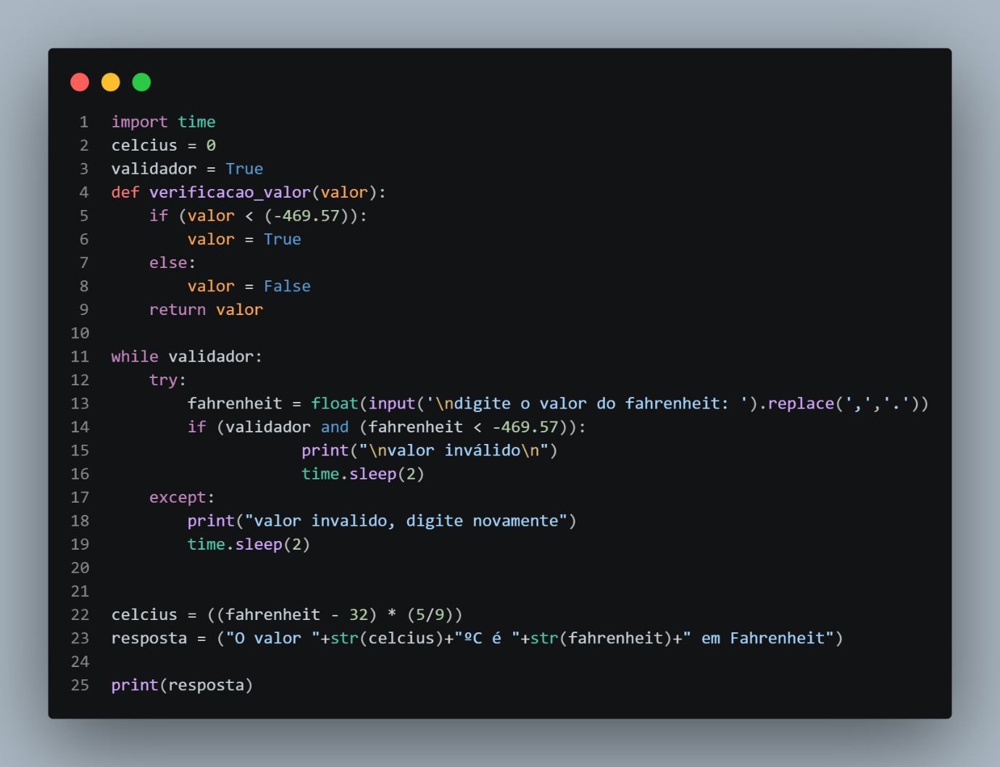 1 import time
2 celcius = 0
3 validador = True
4 def verificacao_valor(valor):
5     if (valor < (-469.57)):
6         valor = True
7     else:
8         valor = False
9     return valor
10
11 while validador:
12     try:
13         fahrenheit = float(input('\ndigite o valor do fahrenheit: ').replace(',','.'))
14         if (validador and (fahrenheit < -469.57)):
15                     print("\nvalor inválido\n")
16                     time.sleep(2)
17     except:
18         print("valor invalido, digite novamente")
19         time.sleep(2)
20
21
22 celcius = ((fahrenheit - 32) * (5/9))
23 resposta = ("O valor "+str(celcius)+"ºC é "+str(fahrenheit)+" em Fahrenheit")
24
25 print(resposta)